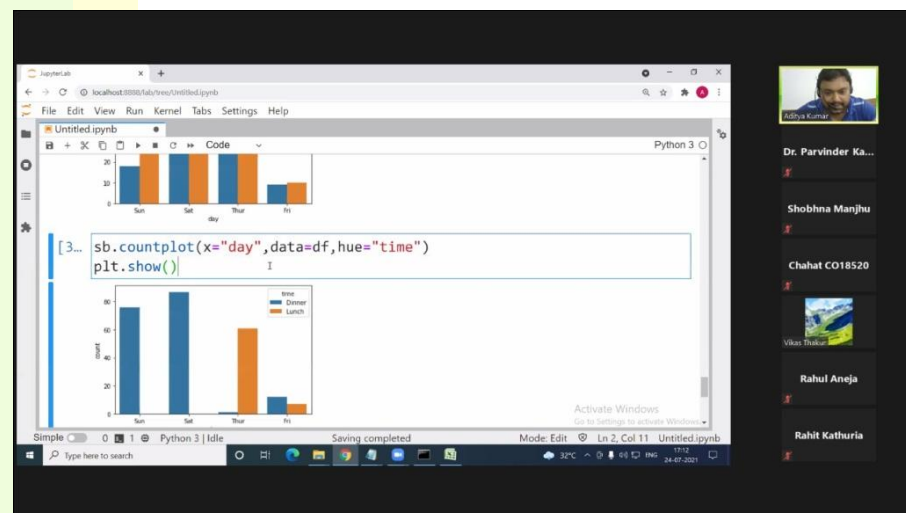 JupyterLab
localhost:8888/lab/tree/Untitled.ipynb
File Edit View Run Kernel Tabs Settings Help
Untitled.ipynb
Code
Python 3
20
10
0
Sun Sat Thur Fri
day
[3... sb.countplot(x="day",data=df,hue="time")
plt.show()
time
Dinner
Lunch
80
60
40
20
0
count
Sun Sat Thur Fri
Activate Windows
Go to Settings to activate Windows.
Simple 0 1 Python 3 | Idle Saving completed Mode: Edit Ln 2, Col 11 Untitled.ipynb
Type here to search
32°C ENG 17:12
24-07-2021
Aditya Kumar
Dr. Parvinder Ka...
Shobhna Manjhu
Chahat CO18520
Vikas Thakur
Rahul Aneja
Rahit Kathuria